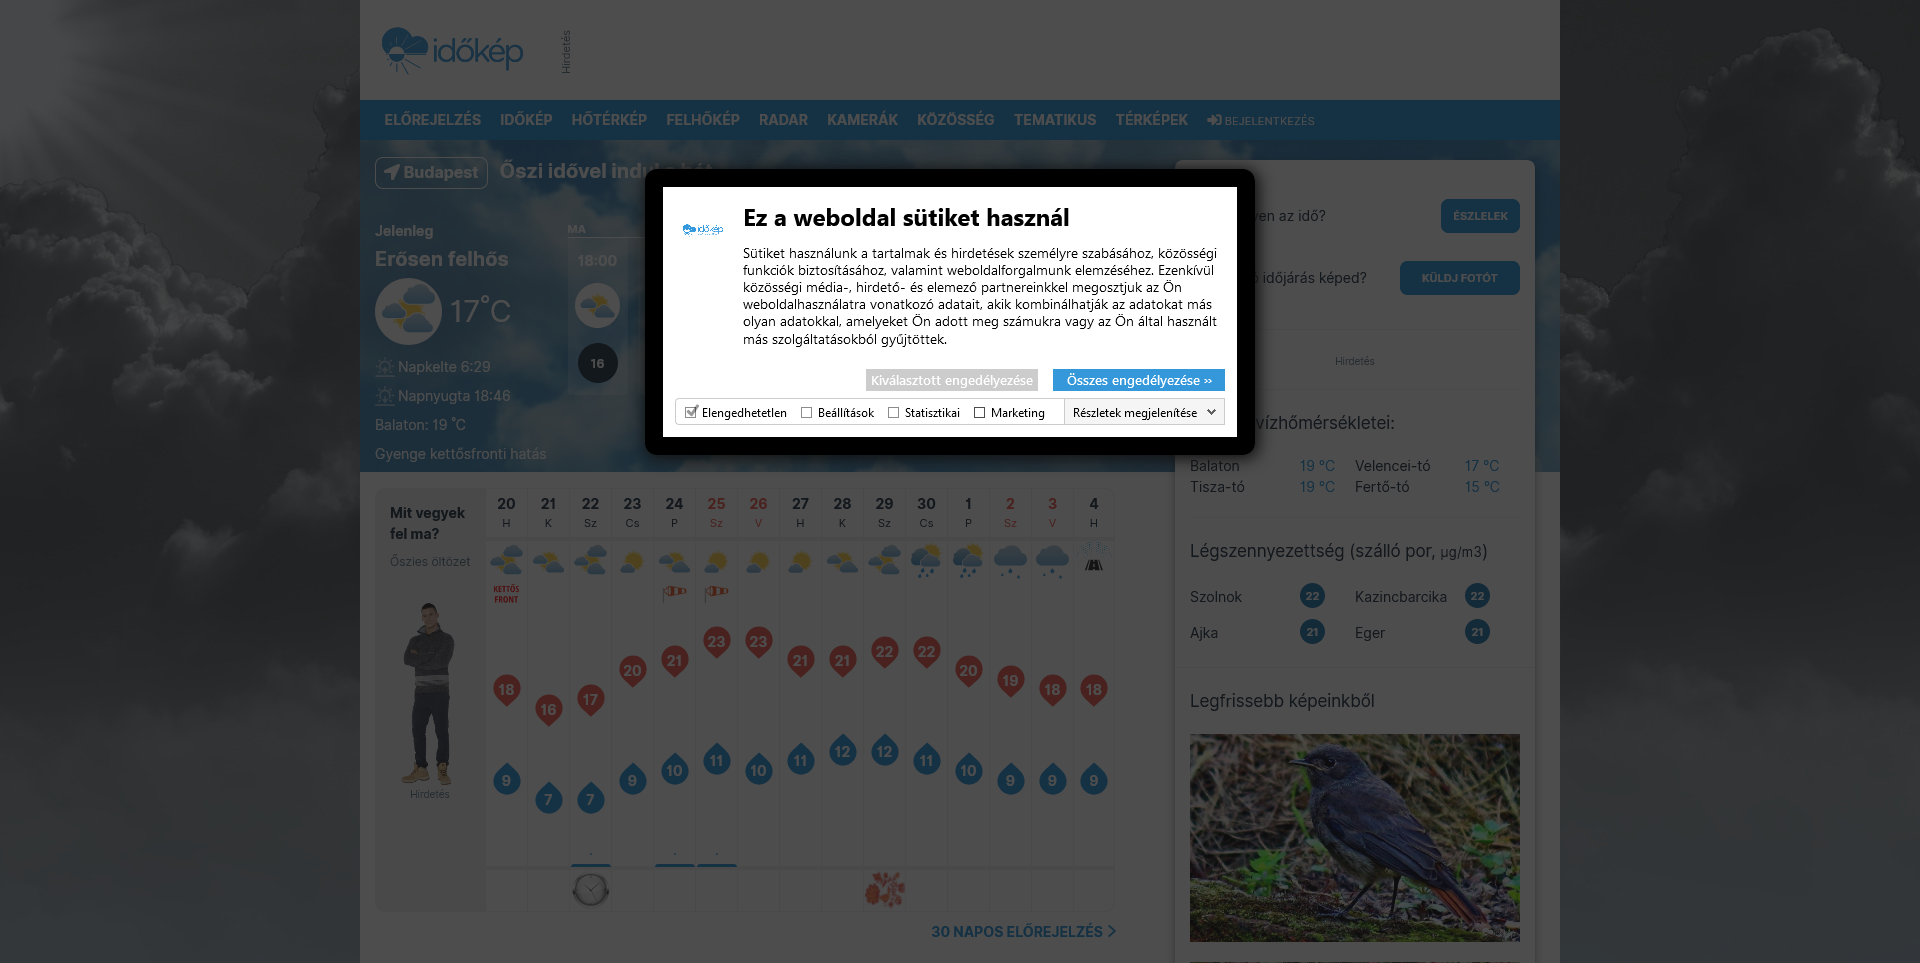 időkép
Hirdetés
ELŐREJELZÉS IDŐKÉP HŐTÉRKÉP FELHŐKÉP RADAR KAMERÁK KÖZÖSSÉG TEMATIKUS TÉRKÉPEK BEJELENTKEZÉS
Budapest
Őszi idővel
Jelenleg
Erősen felhős
17°C
Napkelte 6:29
Napnyugta 18:46
Balaton: 19 °C
Gyenge kettősfronti hatás
MA
18:00
16
időkép
Ez a weboldal sütiket használ
Sütiket használunk a tartalmak és hirdetések személyre szabásához, közösségi
funkciók biztosításához, valamint weboldalforgalmunk elemzéséhez. Ezenkívül
közösségi média-, hirdető- és elemező partnereinkkel megosztjuk az Ön
weboldalhasználatra vonatkozó adatait, akik kombinálhatják az adatokat más
olyan adatokkal, amelyeket Ön adott meg számukra vagy az Ön által használt
más szolgáltatásokból gyűjtöttek.
Kiválasztott engedélyezése
Összes engedélyezése »
Elengedhetetlen Beállítások Statisztikai Marketing Részletek megjelenítése
az idő?
ÉSZLELEK
időjárás képed?
KÜLDJ FOTÓT
Hirdetés
vízhőmérsékletei:
Balaton 19 °C Velencei-tó 17 °C
Tisza-tó 19 °C Fertő-tó 15 °C
Légszennyezettség (szálló por, µg/m3)
Szolnok 22 Kazincbarcika 22
Ajka 21 Eger 21
Legfrissebb képeinkből
Mit vegyek
fel ma?
Őszies öltözet
Hirdetés
20 21 22 23 24 25 26 27 28 29 30 1 2 3 4
H K Sz Cs P Sz V H K Sz Cs P Sz V H
KETTŐS
FRONT
18 16 17 20 21 23 23 21 21 22 22 20 19 18 18
9 7 7 9 10 11 10 11 12 12 11 10 9 9 9
30 NAPOS ELŐREJELZÉS